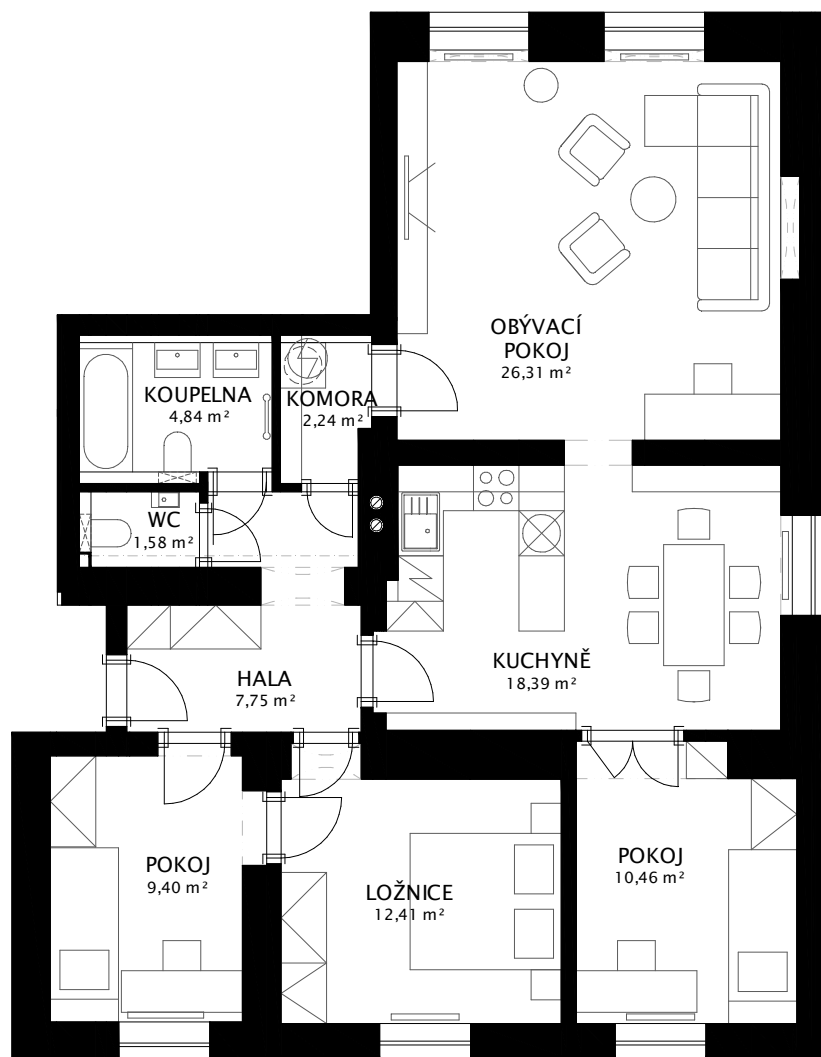 OBÝVACÍ
POKOJ
26,31 m²
KOUPELNA
4,84 m²
KOMORA
2,24 m²
WC
1,58 m²
HALA
7,75 m²
KUCHYNĚ
18,39 m²
POKOJ
9,40 m²
LOŽNICE
12,41 m²
POKOJ
10,46 m²